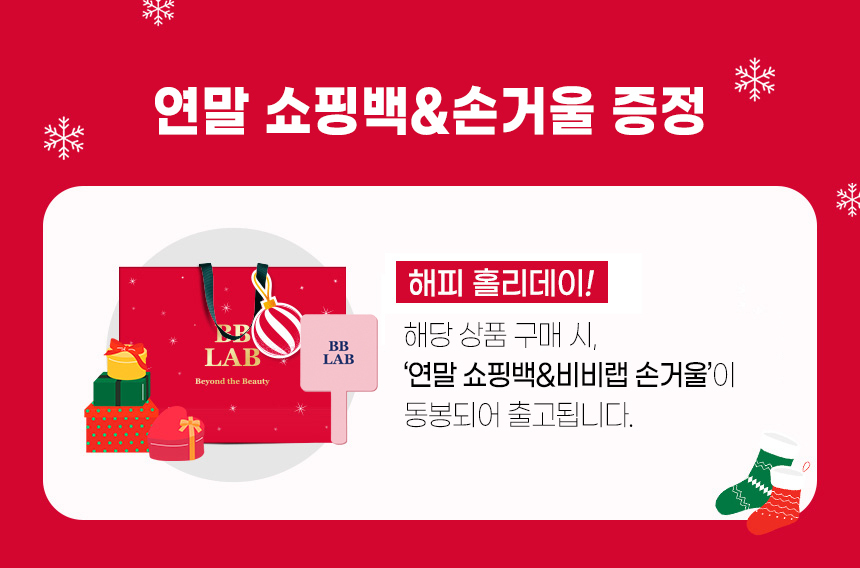 연말 쇼핑백&손거울 증정
해피 홀리데이!
해당 상품 구매 시,
‘연말 쇼핑백&비비랩 손거울’이
동봉되어 출고됩니다.
BB
LAB
Beyond the Beauty
BB
LAB